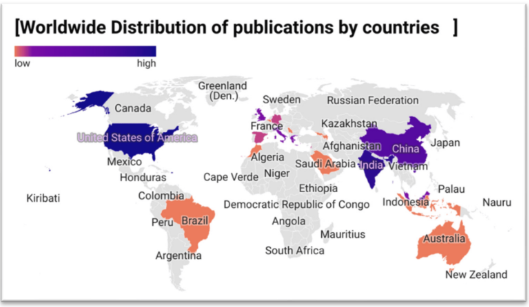 [Worldwide Distribution of publications by countries ]
low high
Greenland
(Den.)
Sweden
Russian Federation
Canada
Kazakhstan
United States of America
France
Afghanistan
China
Japan
Mexico
Algeria
Saudi Arabia
India
Vietnam
Honduras
Cape Verde
Niger
Kiribati
Colombia
Ethiopia
Palau
Democratic Republic of Congo
Indonesia
Nauru
Peru
Brazil
Angola
Mauritius
Australia
Argentina
South Africa
New Zealand